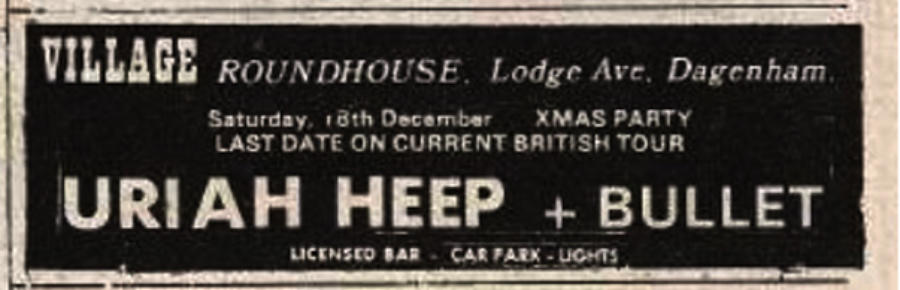 VILLAGE ROUNDHOUSE, Lodge Ave, Dagenham.
Saturday, 18th December XMAS PARTY
LAST DATE ON CURRENT BRITISH TOUR
URIAH HEEP + BULLET
LICENSED BAR - CAR PARK - LIGHTS